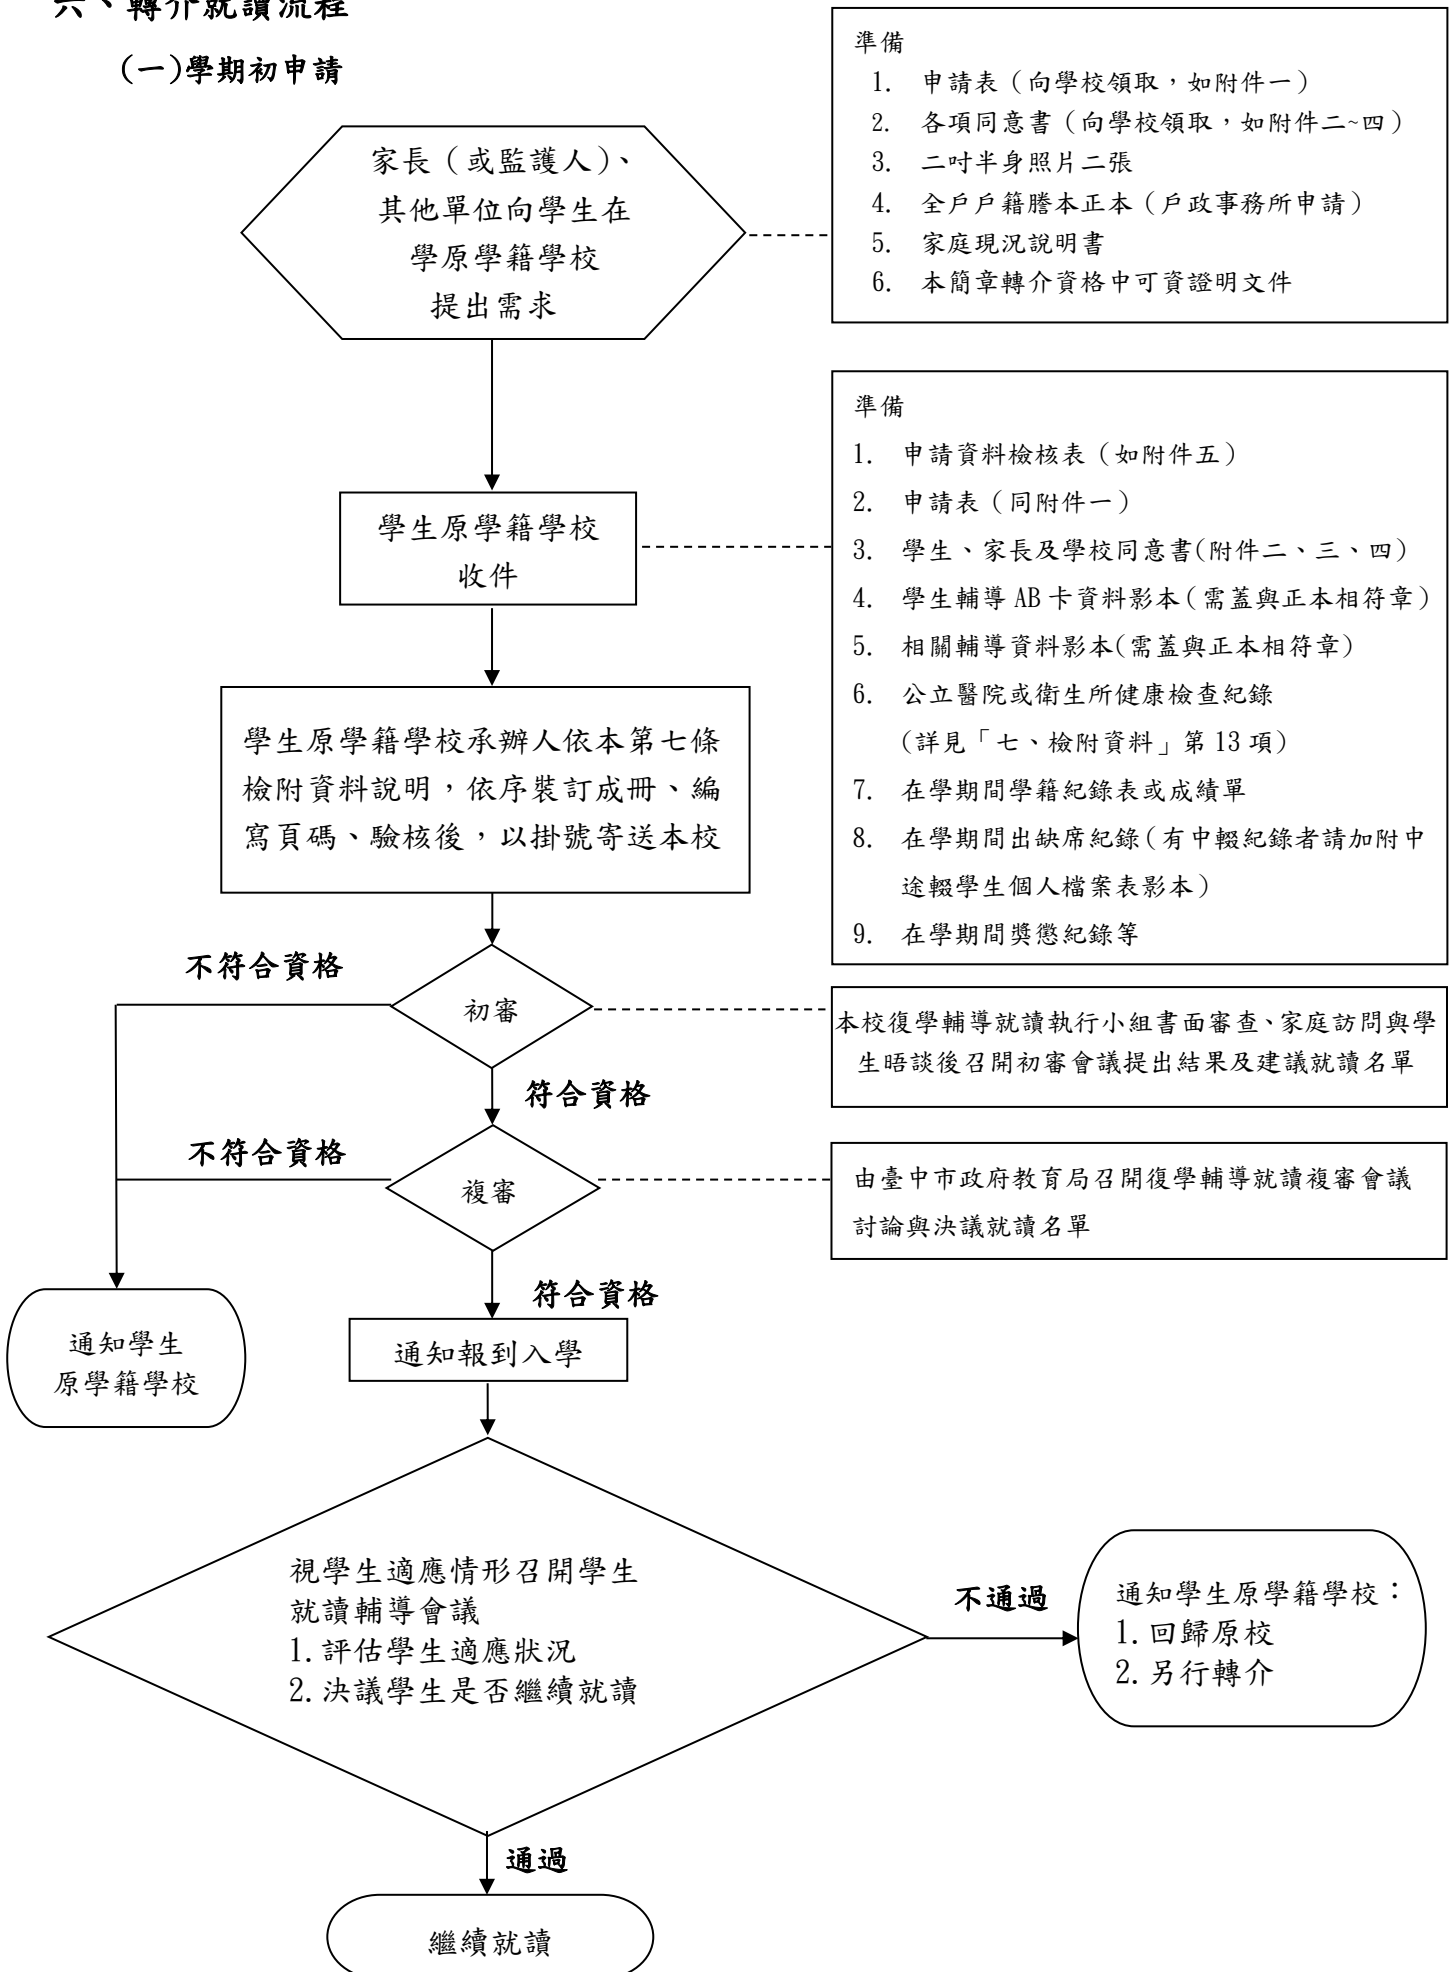 六、轉介就讀流程
(一)學期初申請
準備
1. 申請表（向學校領取，如附件一）
2. 各項同意書（向學校領取，如附件二~四）
3. 二吋半身照片二張
4. 全戶戶籍謄本正本（戶政事務所申請）
5. 家庭現況說明書
6. 本簡章轉介資格中可資證明文件
家長（或監護人）、
其他單位向學生在
學原學籍學校
提出需求
準備
1. 申請資料檢核表（如附件五）
2. 申請表（同附件一）
3. 學生、家長及學校同意書(附件二、三、四)
4. 學生輔導 AB 卡資料影本(需蓋與正本相符章)
5. 相關輔導資料影本(需蓋與正本相符章)
6. 公立醫院或衛生所健康檢查紀錄
(詳見「七、檢附資料」第 13 項)
7. 在學期間學籍紀錄表或成績單
8. 在學期間出缺席紀錄(有中輟紀錄者請加附中
途輟學生個人檔案表影本)
9. 在學期間獎懲紀錄等
學生原學籍學校
收件
學生原學籍學校承辦人依本第七條
檢附資料說明，依序裝訂成冊、編
寫頁碼、驗核後，以掛號寄送本校
不符合資格
初審
本校復學輔導就讀執行小組書面審查、家庭訪問與學
生晤談後召開初審會議提出結果及建議就讀名單
符合資格
不符合資格
複審
由臺中市政府教育局召開復學輔導就讀複審會議
討論與決議就讀名單
符合資格
通知學生
原學籍學校
通知報到入學
視學生適應情形召開學生
就讀輔導會議
1.評估學生適應狀況
2.決議學生是否繼續就讀
不通過
通知學生原學籍學校：
1.回歸原校
2.另行轉介
通過
繼續就讀